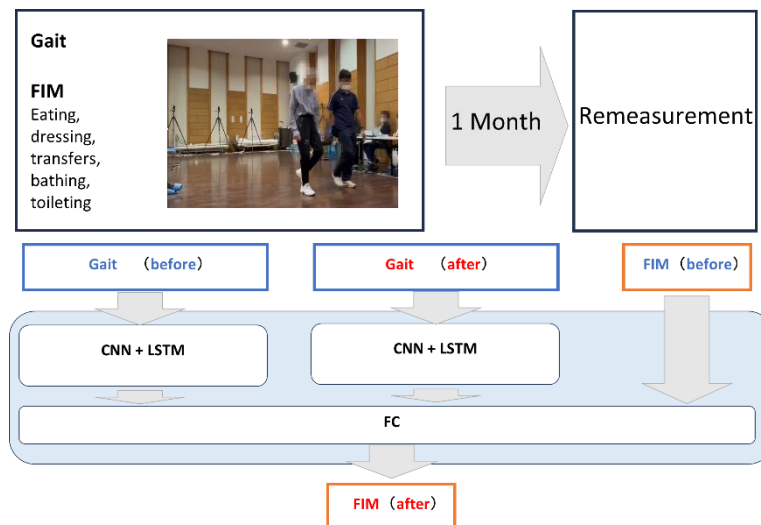 Gait
FIM
Eating,
dressing,
transfers,
bathing,
toileting
1 Month
Remeasurement
Gait （before）
Gait （after）
FIM（before）
CNN + LSTM
CNN + LSTM
FC
FIM（after）